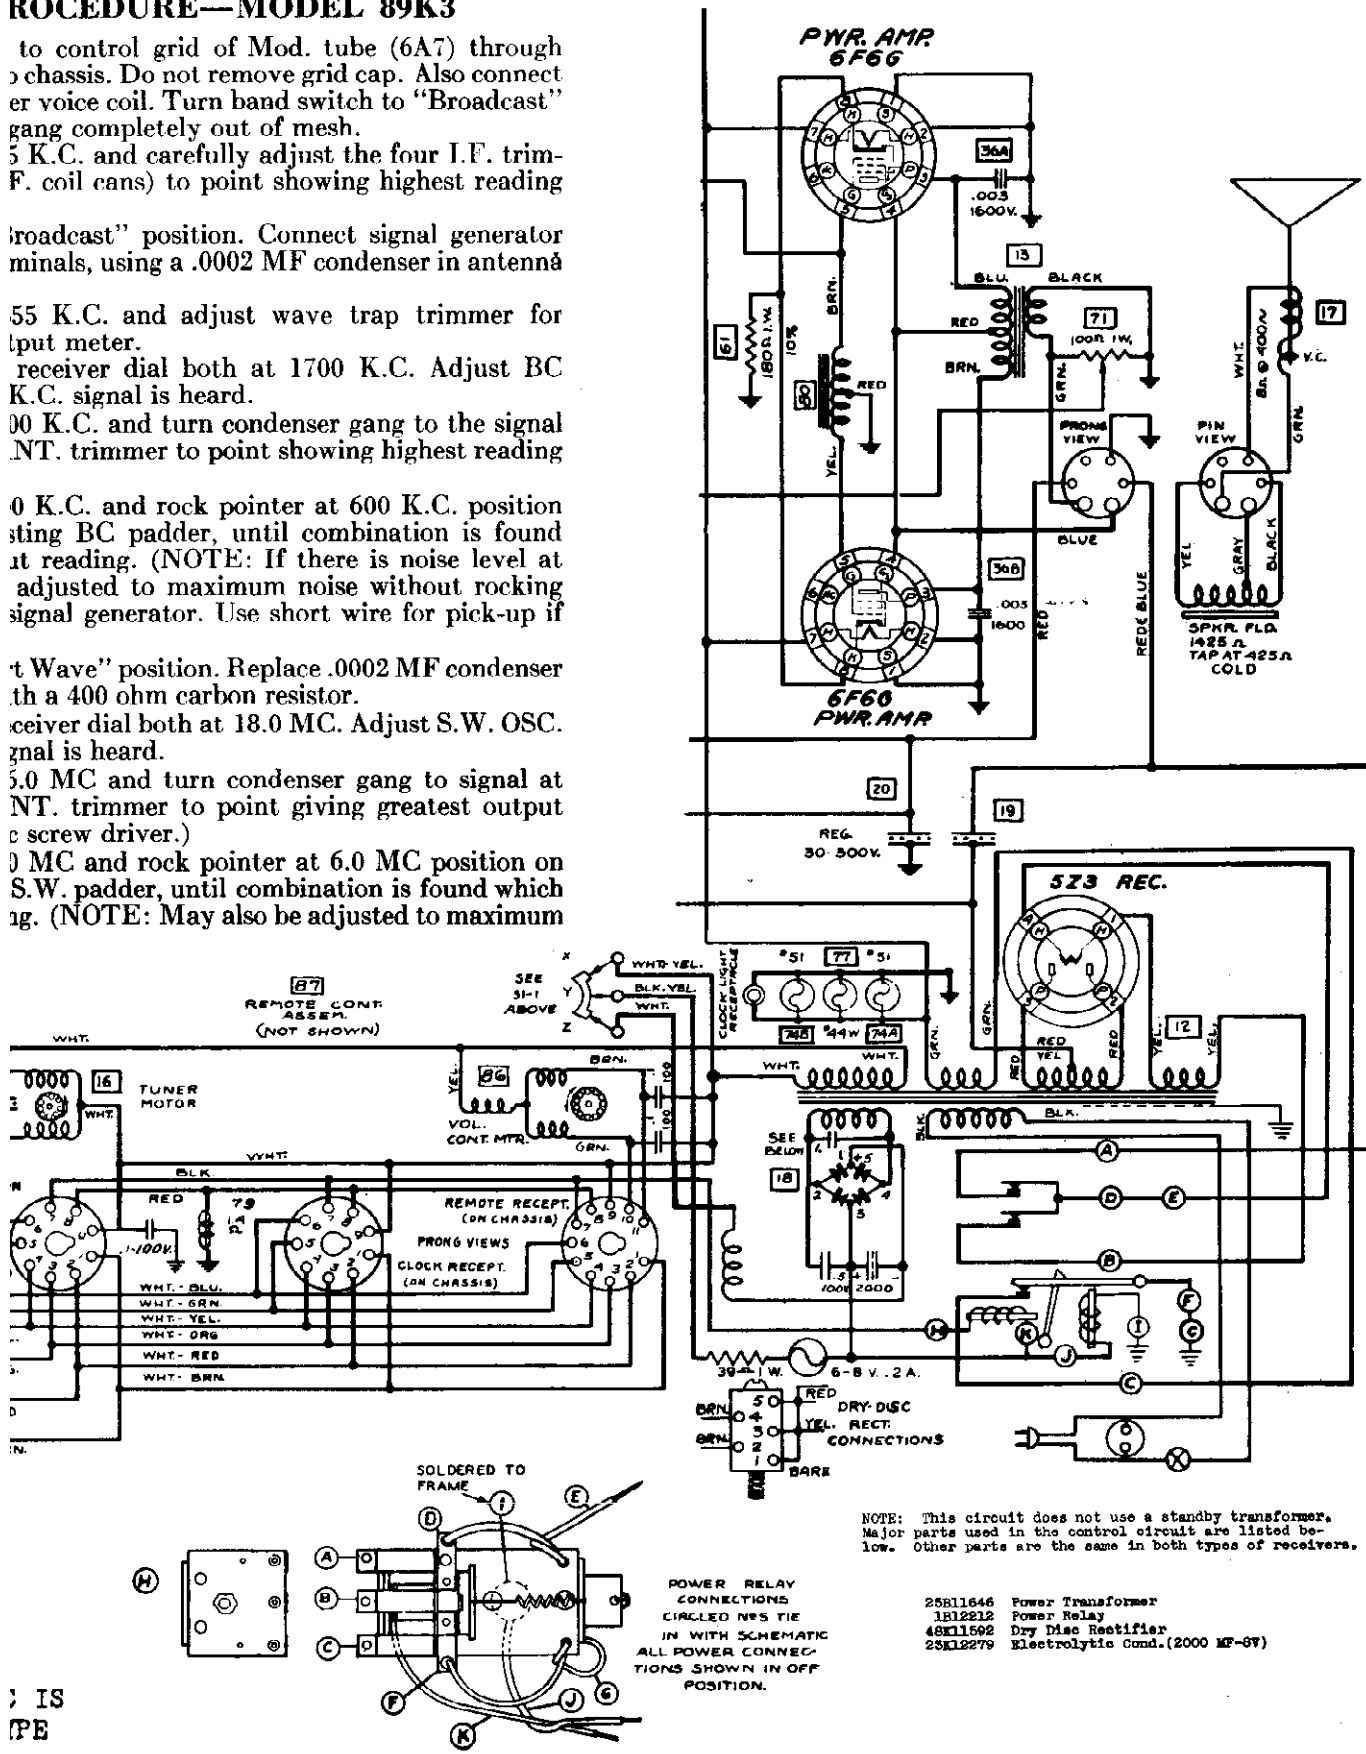 ROCEDURE—MODEL 89K3
to control grid of Mod. tube (6A7) through
o chassis. Do not remove grid cap. Also connect
er voice coil. Turn band switch to “Broadcast”
gang completely out of mesh.
5 K.C. and carefully adjust the four I.F. trim-
F. coil cans) to point showing highest reading
roadcast” position. Connect signal generator
minals, using a .0002 MF condenser in antenna
55 K.C. and adjust wave trap trimmer for
tput meter.
receiver dial both at 1700 K.C. Adjust BC
K.C. signal is heard.
00 K.C. and turn condenser gang to the signal
NT. trimmer to point showing highest reading
0 K.C. and rock pointer at 600 K.C. position
sting BC padder, until combination is found
ut reading. (NOTE: If there is noise level at
adjusted to maximum noise without rocking
signal generator. Use short wire for pick-up if
t Wave” position. Replace .0002 MF condenser
th a 400 ohm carbon resistor.
ceiver dial both at 18.0 MC. Adjust S.W. OSC.
gnal is heard.
5.0 MC and turn condenser gang to signal at
NT. trimmer to point giving greatest output
c screw driver.)
0 MC and rock pointer at 6.0 MC position on
S.W. padder, until combination is found which
ng. (NOTE: May also be adjusted to maximum
PWR. AMP.
6F6G
36A
.003
1600V.
13
BLU.
BLACK
RED
BRN.
71
100Ω 1W.
GRN.
61
180Ω 1.W.
10%
BRN.
80
RED
YEL.
17
WHT.
8Ω @ 400~
V.C.
GRN.
PRONG
VIEW
PIN
VIEW
BLUE
RED
RED & BLUE
YEL
GRAY
BLACK
SPKR. FLD.
1425 Ω
TAP AT 425Ω
COLD
36B
.003
1600
6F6G
PWR. AMP.
20
REG.
30-300V.
19
5Z3 REC.
12
87
REMOTE CONT.
ASSEM.
(NOT SHOWN)
SEE
31-1
ABOVE
X
Y
Z
WHT-YEL.
BLK.YEL.
WHT.
CLOCK LIGHT
RECEPTACLE
#51
77
#51
74B
#44W
74A
WHT.
WHT.
GRN.
GRN.
RED
RED
YEL
RED
YEL.
YEL.
WHT.
16
TUNER
MOTOR
WHT.
YEL.
86
VOL.
CONT. MTR.
BRN.
GRN.
.1
100
.1
100
SEE
BELOW
18
BLK.
BLK.
WHT.
BLK.
RED
79
.1-100V.
REMOTE RECEPT.
(ON CHASSIS)
PRONG VIEWS
CLOCK RECEPT.
(ON CHASSIS)
WHT.-BLU.
WHT.-GRN.
WHT.-YEL.
WHT-ORG
WHT.-RED
WHT.-BRN.
.5
100V
2000
39Ω 1W.
6-8 V. .2 A.
A
D
E
B
H
K
I
F
G
J
C
BRN.
BRN.
RED
YEL.
BARE
DRY-DISC
RECT.
CONNECTIONS
SOLDERED TO
FRAME
I
E
D
A
B
C
H
F
K
J
G
POWER RELAY
CONNECTIONS
CIRCLED NºS TIE
IN WITH SCHEMATIC
ALL POWER CONNEC-
TIONS SHOWN IN OFF
POSITION.
NOTE: This circuit does not use a standby transformer.
Major parts used in the control circuit are listed be-
low. Other parts are the same in both types of receivers.
25B11646 Power Transformer
1B12212 Power Relay
48K11592 Dry Disc Rectifier
23K12279 Electrolytic Cond.(2000 MF-6V)
IS